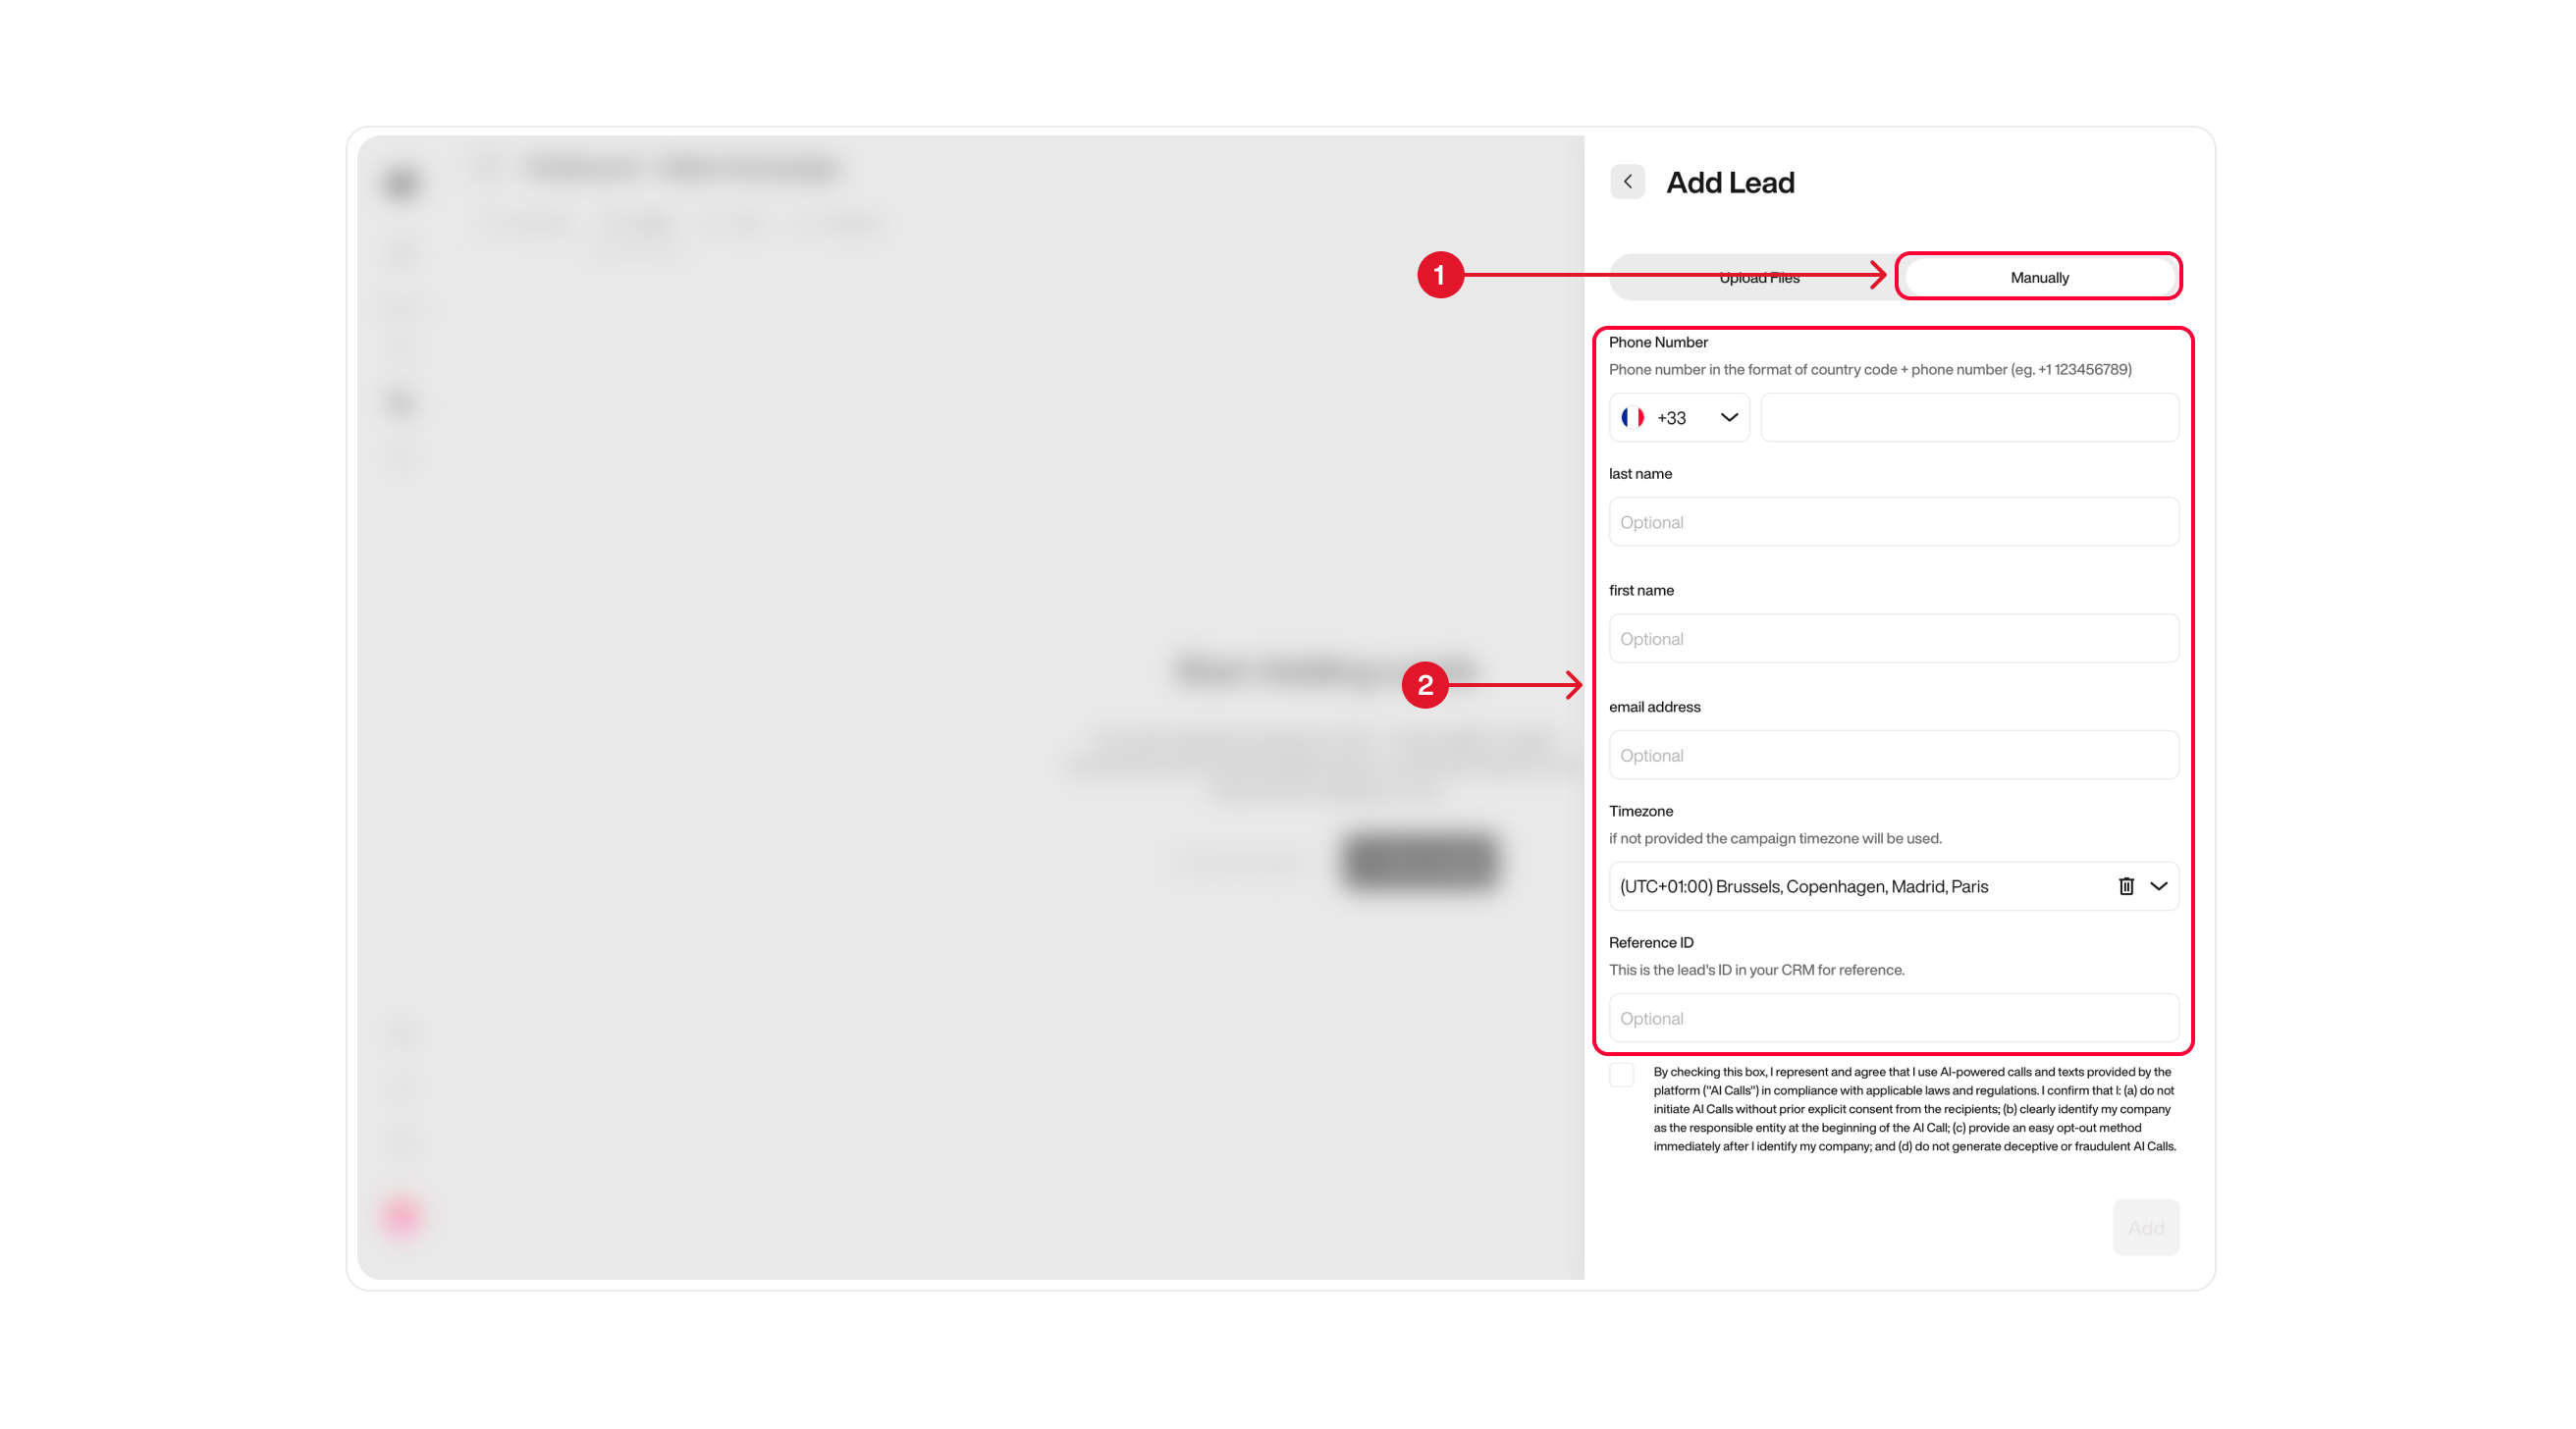 Add Lead
1
Upload Files
Manually
Phone Number
Phone number in the format of country code + phone number (eg. +1 123456789)
+33
last name
Optional
first name
Optional
2
email address
Optional
Timezone
if not provided the campaign timezone will be used.
(UTC+01:00) Brussels, Copenhagen, Madrid, Paris
Reference ID
This is the lead's ID in your CRM for reference.
Optional
By checking this box, I represent and agree that I use AI-powered calls and texts provided by the
platform ("AI Calls") in compliance with applicable laws and regulations. I confirm that I: (a) do not
initiate AI Calls without prior explicit consent from the recipients; (b) clearly identify my company
as the responsible entity at the beginning of the AI Call; (c) provide an easy opt-out method
immediately after I identify my company; and (d) do not generate deceptive or fraudulent AI Calls.
Add